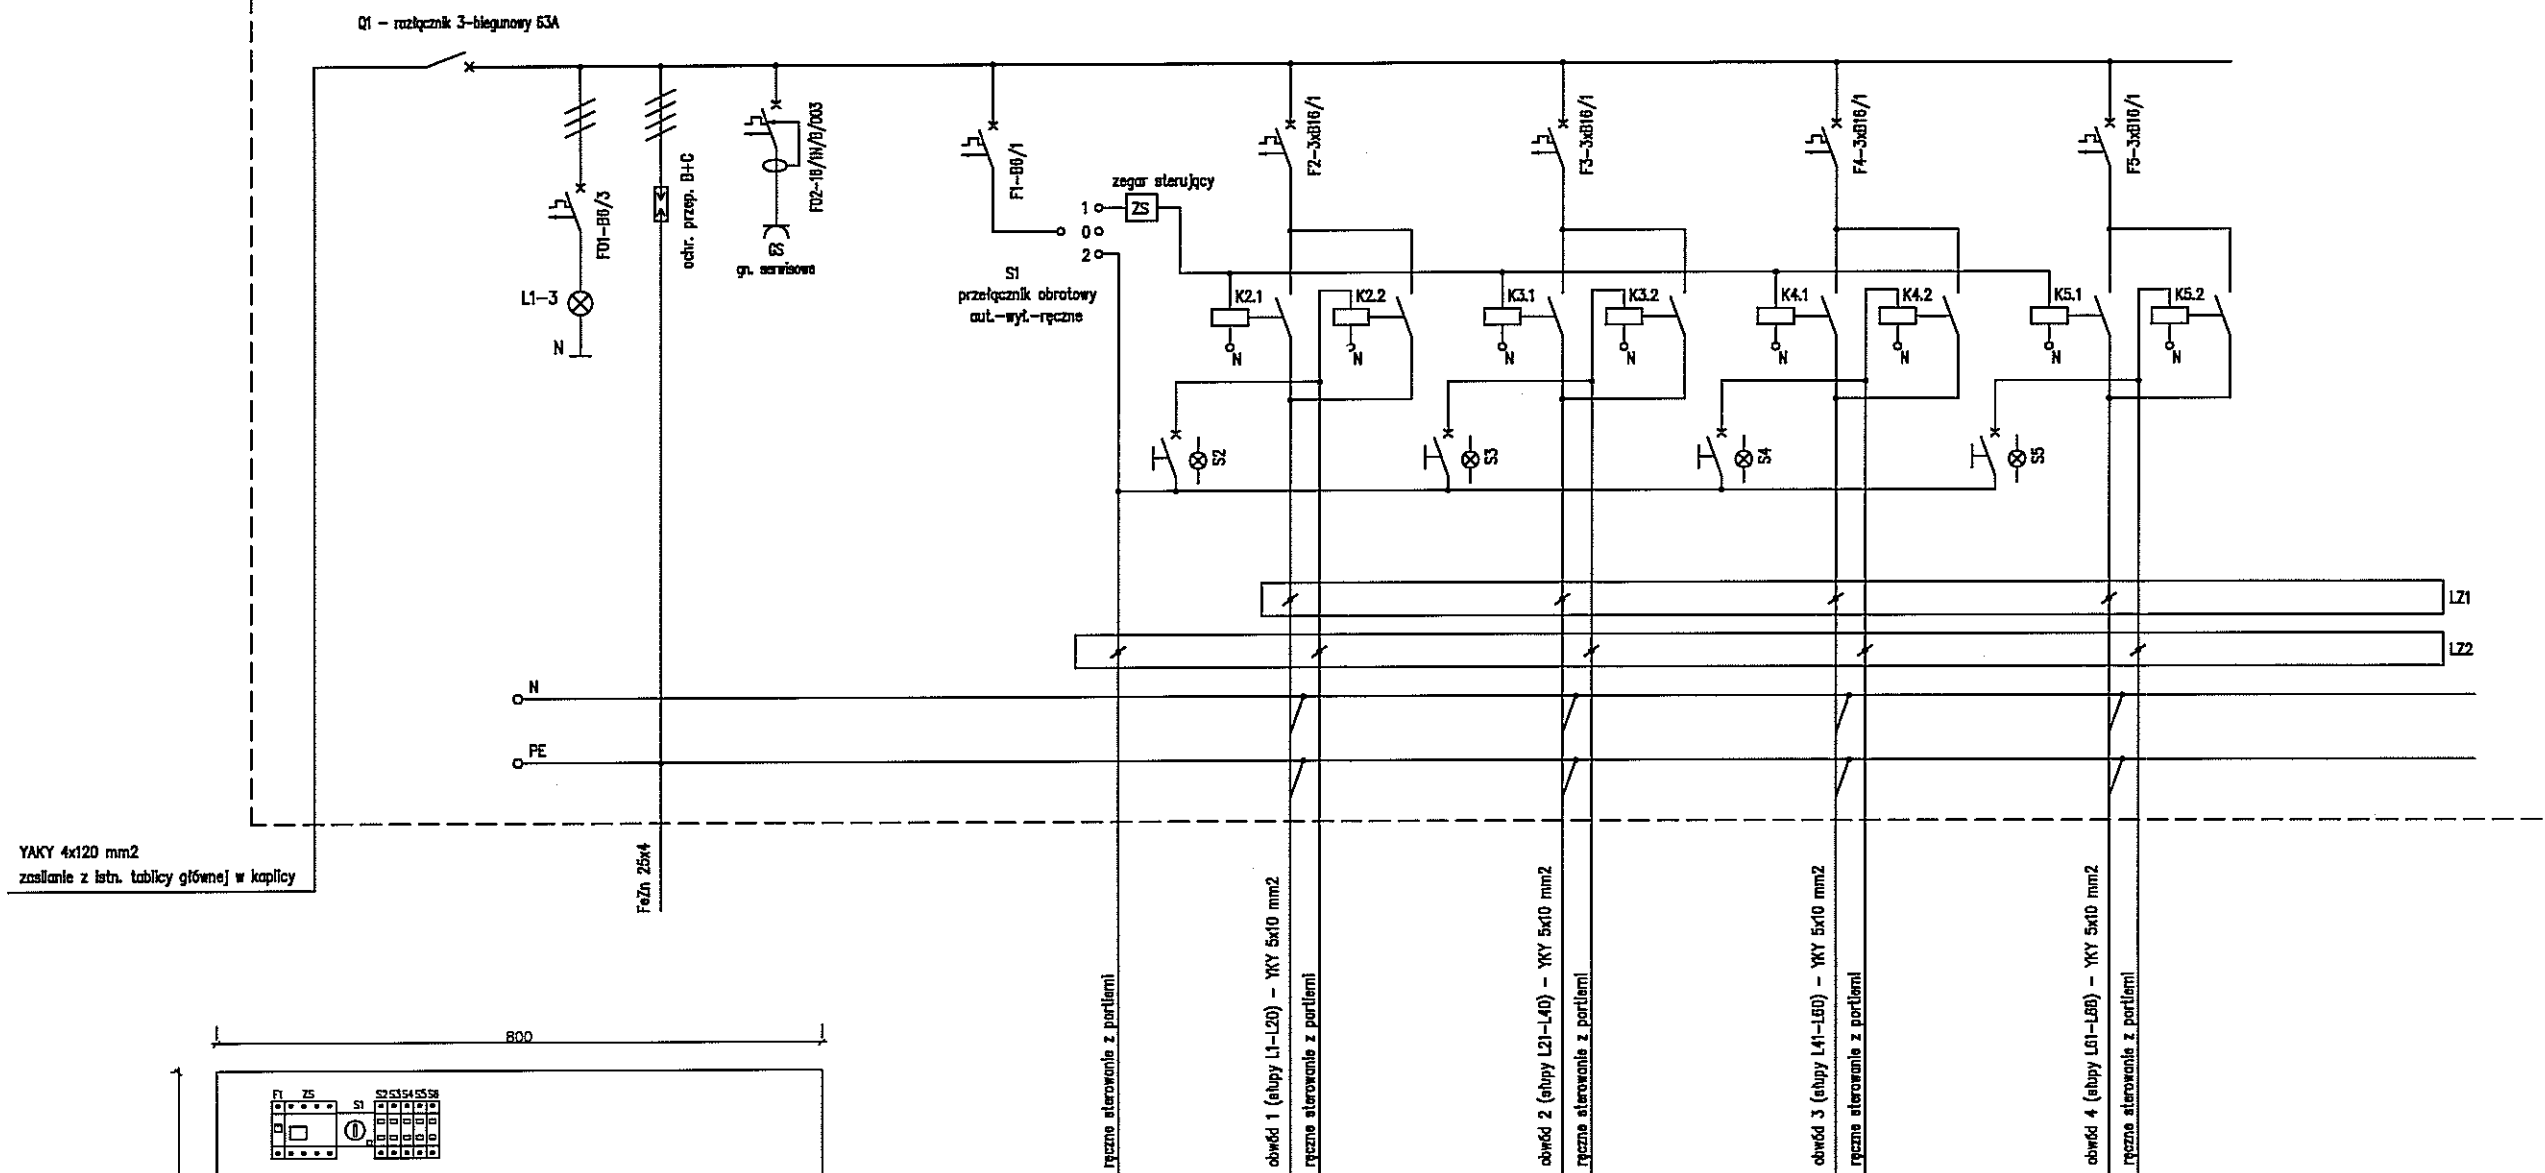 Q1 - rozłącznik 3-biegunowy 63A
F01-B6/3
L1-3
N
ochr. przep. B+C
F02-16/1N/B/003
GS
gn. serwisowe
F1-B6/1
zegar sterujący
1
ZS
0
2
S1
przełącznik obrotowy
aut.-wył.-ręczne
F2-3xB16/1
F3-3xB16/1
F4-3xB16/1
F5-3xB16/1
K2.1
K2.2
K3.1
K3.2
K4.1
K4.2
K5.1
K5.2
N
N
N
N
N
N
N
N
S2
S3
S4
S5
LZ1
LZ2
N
PE
YAKY 4x120 mm2
zasilanie z istn. tablicy głównej w kaplicy
FeZn 25x4
ręczne sterowanie z portierni
obwód 1 (słupy L1-L20) - YKY 5x10 mm2
ręczne sterowanie z portierni
obwód 2 (słupy L21-L40) - YKY 5x10 mm2
ręczne sterowanie z portierni
obwód 3 (słupy L41-L60) - YKY 5x10 mm2
ręczne sterowanie z portierni
obwód 4 (słupy - YKY 5x10 mm2
ręczne sterowanie z portierni
800
F1 ZS S1 S2 S3 S4 S5 S6